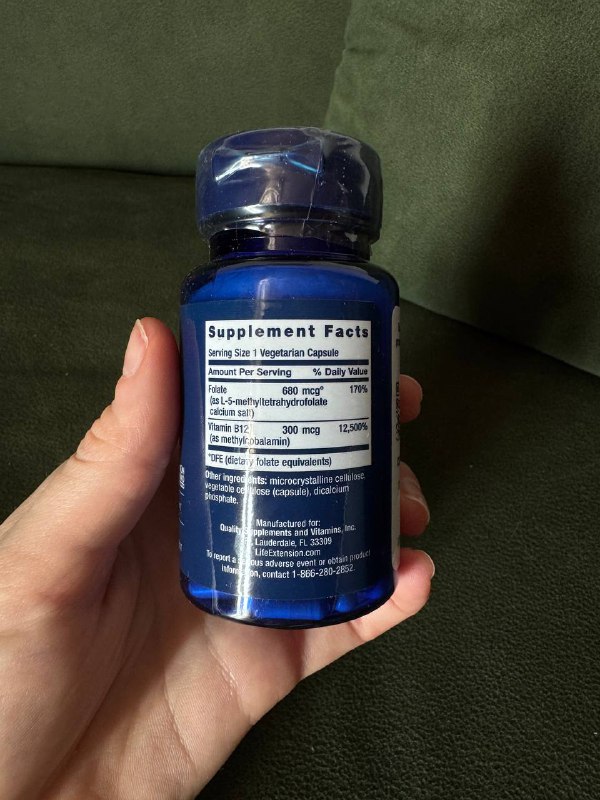 Supplement Facts
Serving Size 1 Vegetarian Capsule
Amount Per Serving % Daily Value
Folate 680 mcg* 170%
(as L-5-methyltetrahydrofolate
calcium salt)
Vitamin B12 300 mcg 12,500%
(as methylcobalamin)
*DFE (dietary folate equivalents)
Other ingredients: microcrystalline cellulose,
vegetable cellulose (capsule), dicalcium
phosphate.
Manufactured for:
Quality Supplements and Vitamins, Inc.
Lauderdale, FL 33309
LifeExtension.com
To report a serious adverse event or obtain product
information, contact 1-866-280-2852.